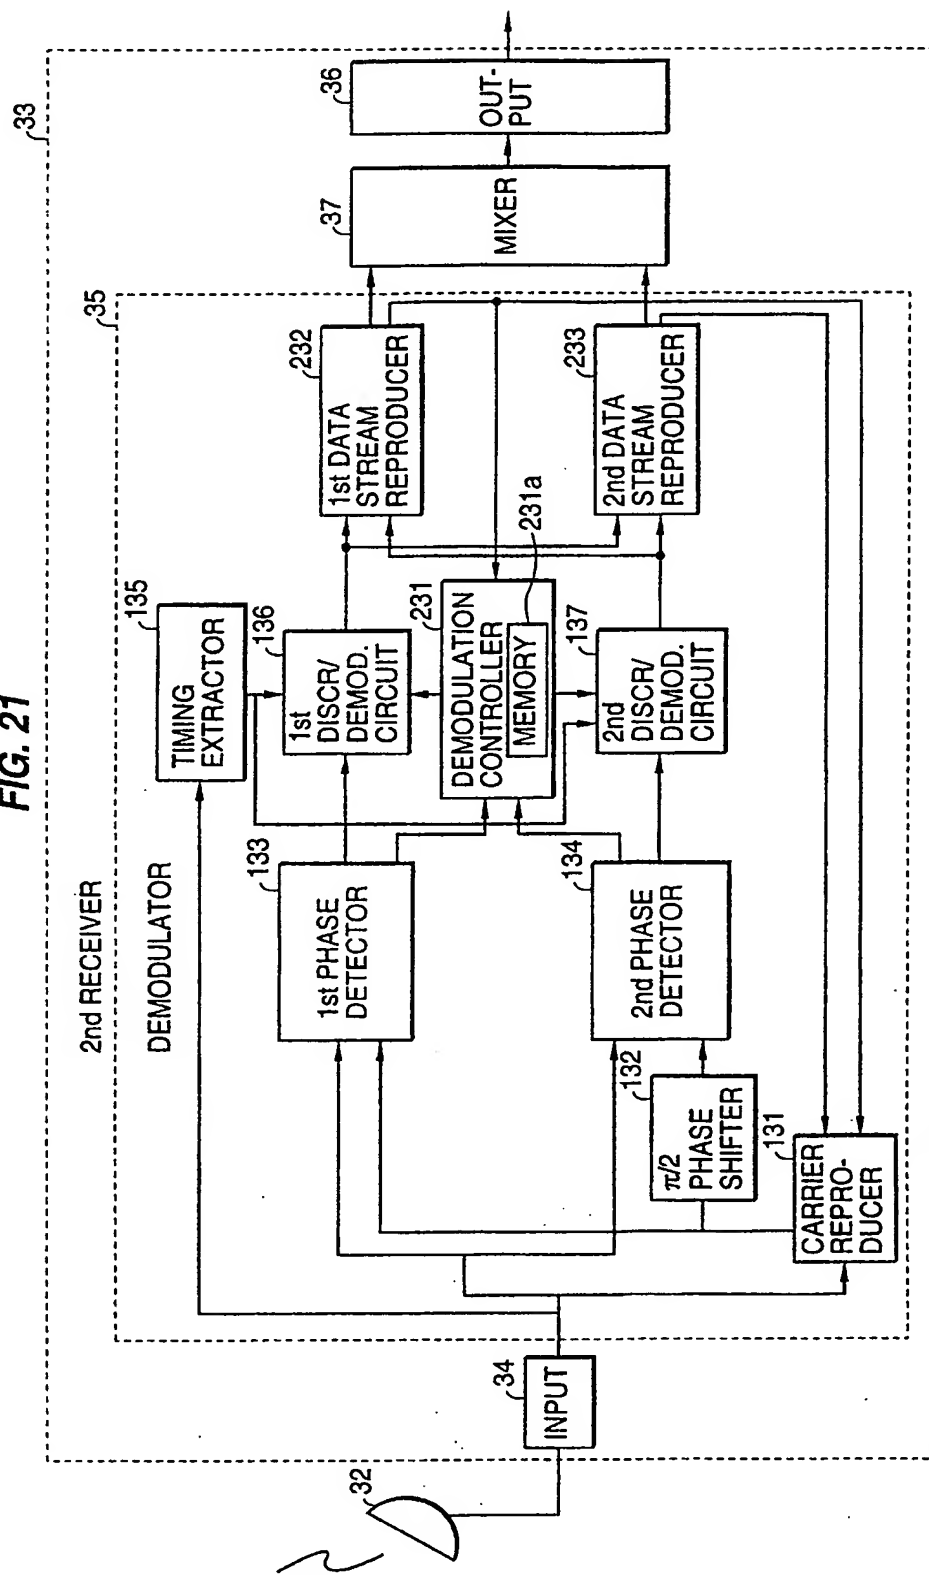 FIG. 21
2nd RECEIVER
33
DEMODULATOR
35
32
34
INPUT
TIMING
EXTRACTOR
135
1st PHASE
DETECTOR
133
2nd PHASE
DETECTOR
134
π/2
PHASE
SHIFTER
132
CARRIER
REPRO-
DUCER
131
1st
DISCR/
DEMOD.
CIRCUIT
136
DEMODULATION
CONTROLLER
231
MEMORY
231a
2nd
DISCR/
DEMOD.
CIRCUIT
137
1st DATA
STREAM
REPRODUCER
232
2nd DATA
STREAM
REPRODUCER
233
MIXER
37
OUT-
PUT
36